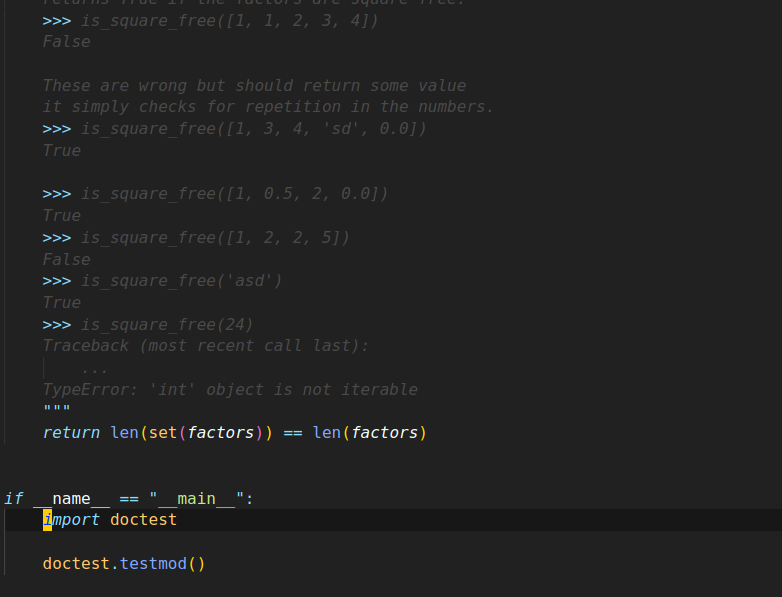 returns True if the factors are square free.
>>> is_square_free([1, 1, 2, 3, 4])
False
These are wrong but should return some value
it simply checks for repetition in the numbers.
>>> is_square_free([1, 3, 4, 'sd', 0.0])
True
>>> is_square_free([1, 0.5, 2, 0.0])
True
>>> is_square_free([1, 2, 2, 5])
False
>>> is_square_free('asd')
True
>>> is_square_free(24)
Traceback (most recent call last):
...
TypeError: 'int' object is not iterable
"""
return len(set(factors)) == len(factors)
if __name__ == "__main__":
import doctest
doctest.testmod()